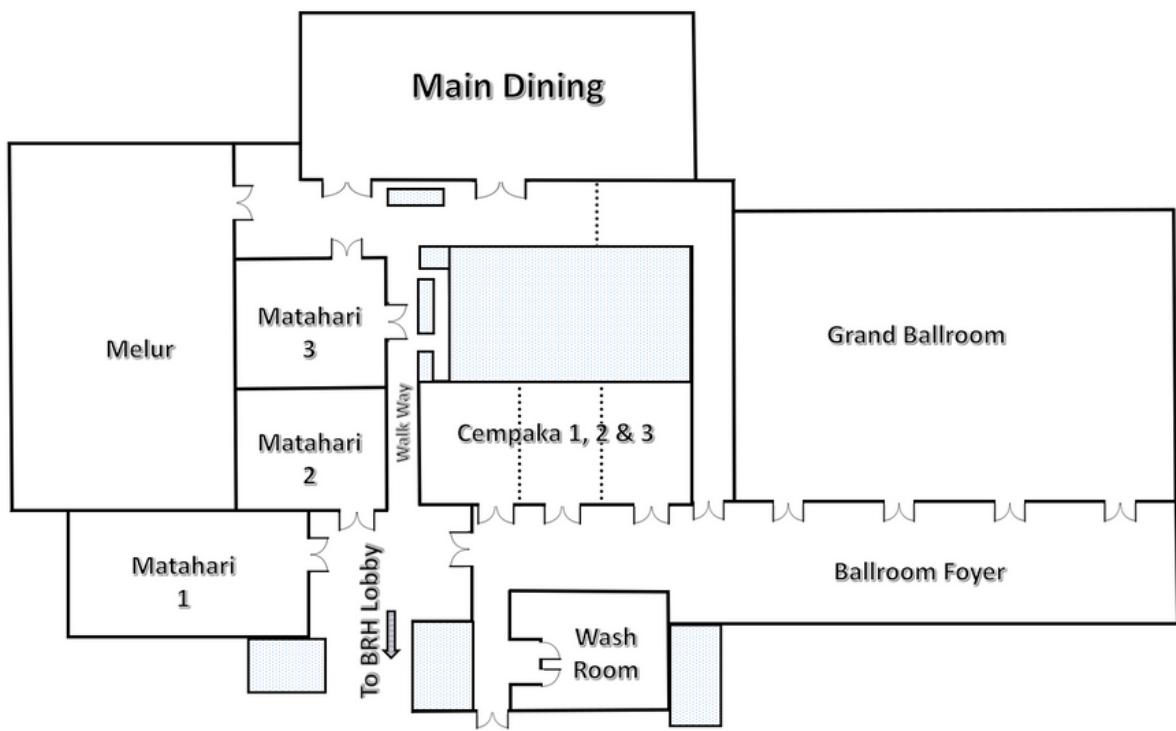 Main Dining
Melur
Matahari
3
Grand Ballroom
Matahari
2
Walk Way
Cempaka 1, 2 & 3
Matahari
1
To BRH Lobby
Ballroom Foyer
Wash
Room